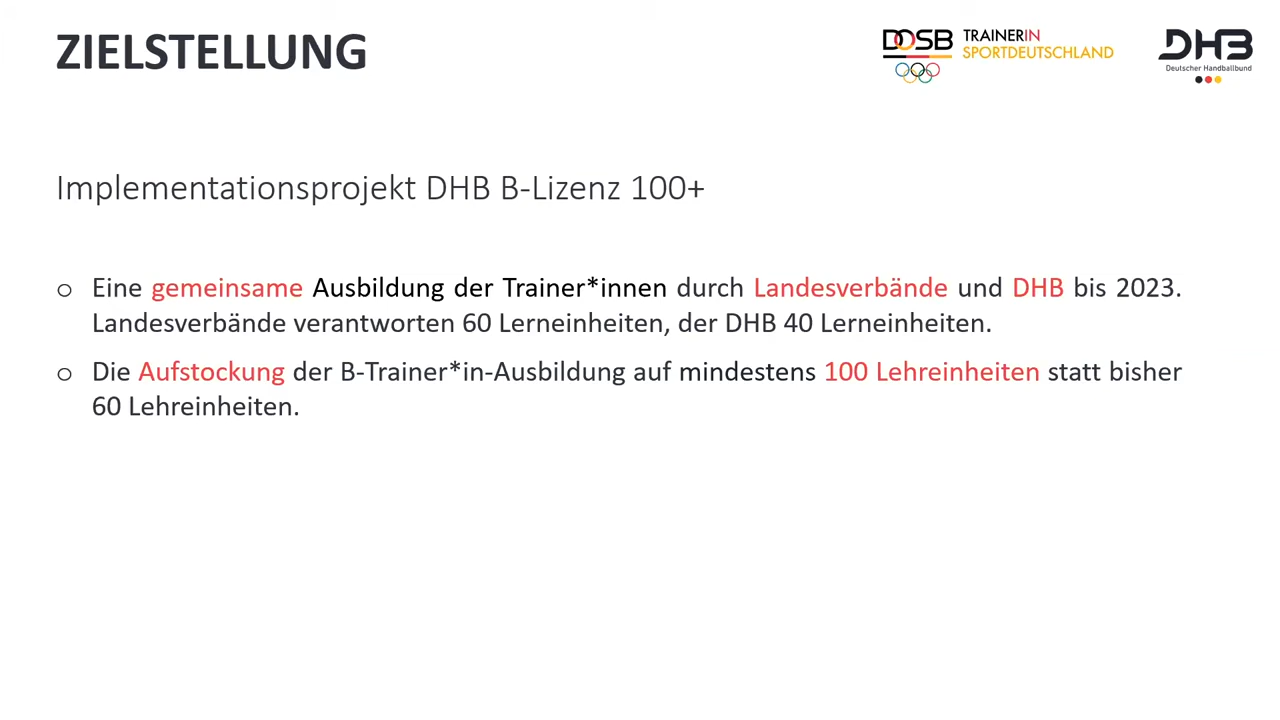 ZIELSTELLUNG
DOSB TRAINERIN
SPORTDEUTSCHLAND
DHB
Deutscher Handballbund
Implementationsprojekt DHB B-Lizenz 100+
o Eine gemeinsame Ausbildung der Trainer*innen durch Landesverbände und DHB bis 2023.
Landesverbände verantworten 60 Lerneinheiten, der DHB 40 Lerneinheiten.
o Die Aufstockung der B-Trainer*in-Ausbildung auf mindestens 100 Lehreinheiten statt bisher
60 Lehreinheiten.